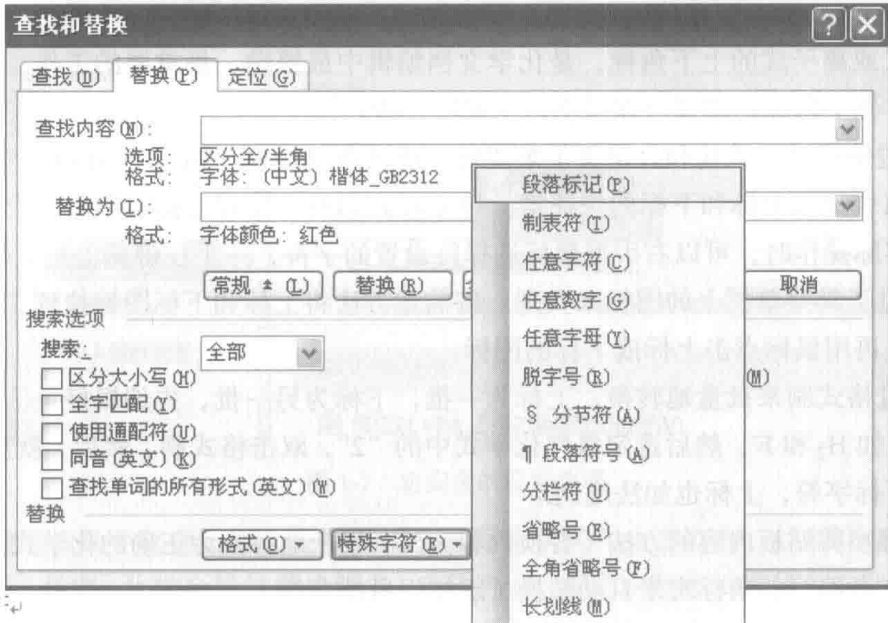 查找和替换
查找(D) 替换(P) 定位(G)
查找内容(N):
选项: 区分全/半角
格式: 字体: (中文) 楷体_GB2312
替换为(I):
格式: 字体颜色: 红色
常规 (L) 替换(R) 取消
搜索选项
搜索: 全部
区分大小写(H)
全字匹配(Y)
使用通配符(U)
同音(英文)(K)
查找单词的所有形式(英文)(W)
(M)
替换
格式(O) 特殊字符(E)
段落标记(P)
制表符(T)
任意字符(C)
任意数字(G)
任意字母(Y)
脱字号(R)
§ 分节符(A)
¶ 段落符号(A)
分栏符(U)
省略号(E)
全角省略号(F)
长划线(M)